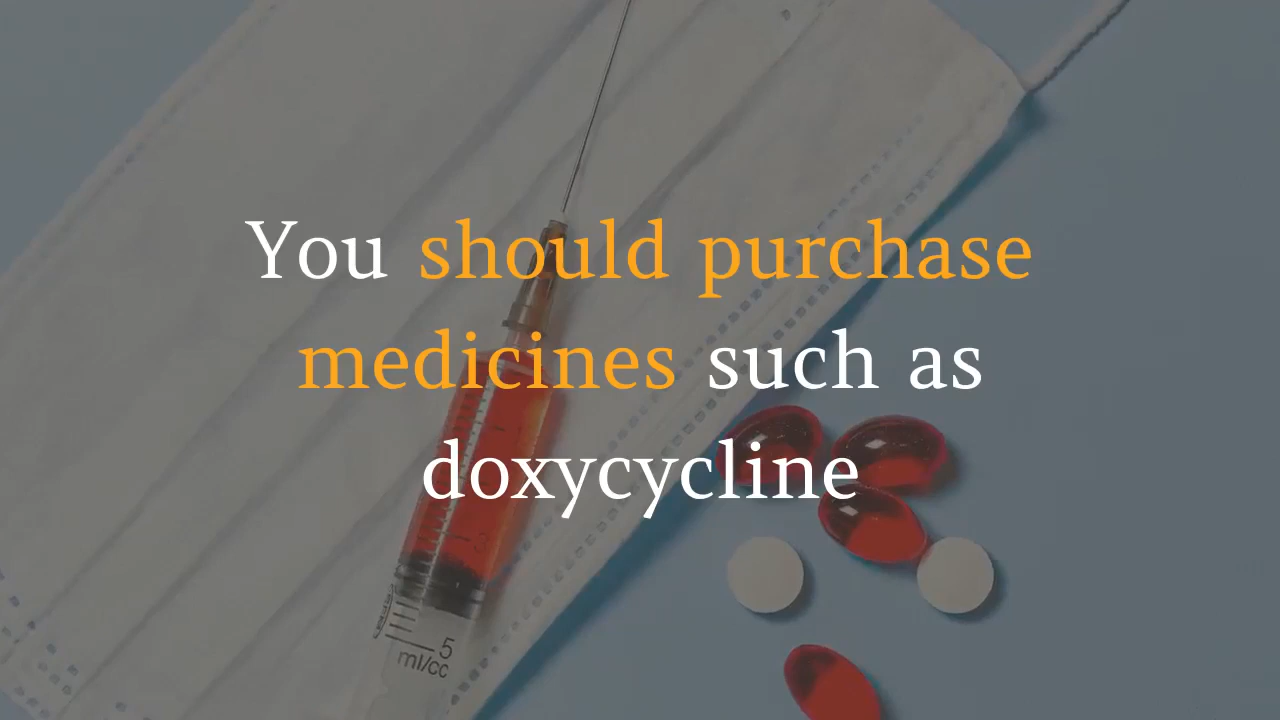 You should purchase
medicines such as
doxycycline
5
ml/cc